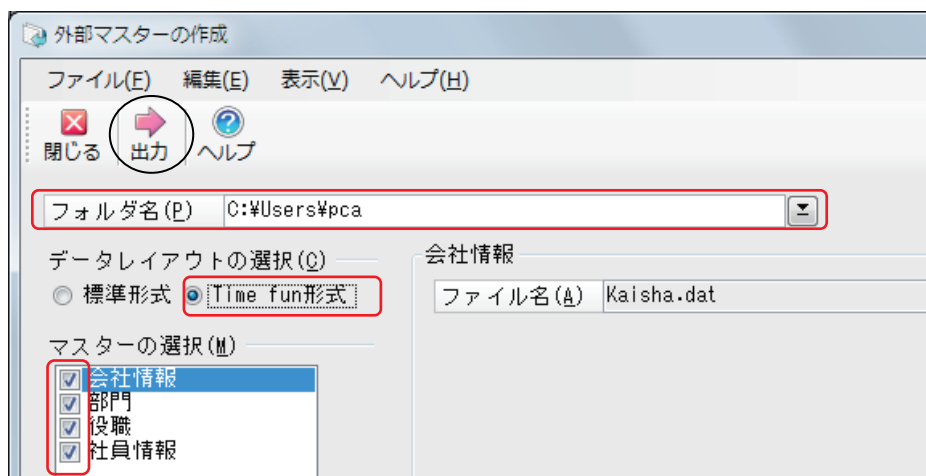 外部マスターの作成
ファイル(F) 編集(E) 表示(V) ヘルプ(H)
閉じる 出力 ヘルプ
フォルダ名(P) C:¥Users¥pca
データレイアウトの選択(C)
標準形式 Time fun形式
会社情報
ファイル名(A) Kaisha.dat
マスターの選択(M)
会社情報
部門
役職
社員情報